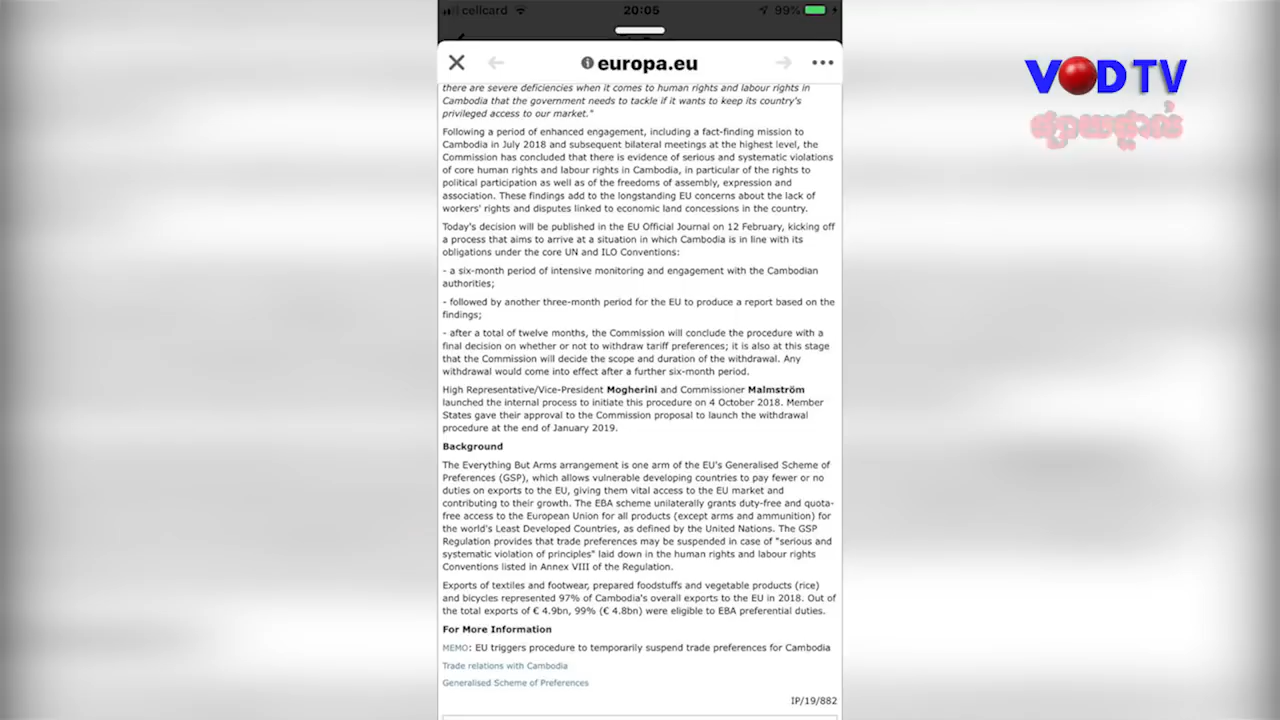 cellcard 20:05 99%
europa.eu
VODTV
there are severe deficiencies when it comes to human rights and labour rights in
Cambodia that the government needs to tackle if it wants to keep its country's
privileged access to our market."
Following a period of enhanced engagement, including a fact-finding mission to
Cambodia in July 2018 and subsequent bilateral meetings at the highest level, the
Commission has concluded that there is evidence of serious and systematic violations
of core human rights and labour rights in Cambodia, in particular of the rights to
political participation as well as of the freedoms of assembly, expression and
association. These findings add to the longstanding EU concerns about the lack of
workers' rights and disputes linked to economic land concessions in the country.
Today's decision will be published in the EU Official Journal on 12 February, kicking off
a process that aims to arrive at a situation in which Cambodia is in line with its
obligations under the core UN and ILO Conventions:
- a six-month period of intensive monitoring and engagement with the Cambodian
authorities;
- followed by another three-month period for the EU to produce a report based on the
findings;
- after a total of twelve months, the Commission will conclude the procedure with a
final decision on whether or not to withdraw tariff preferences; it is also at this stage
that the Commission will decide the scope and duration of the withdrawal. Any
withdrawal would come into effect after a further six-month period.
High Representative/Vice-President Mogherini and Commissioner Malmström
launched the internal process to initiate this procedure on 4 October 2018. Member
States gave their approval to the Commission proposal to launch the withdrawal
procedure at the end of January 2019.
Background
The Everything But Arms arrangement is one arm of the EU's Generalised Scheme of
Preferences (GSP), which allows vulnerable developing countries to pay fewer or no
duties on exports to the EU, giving them vital access to the EU market and
contributing to their growth. The EBA scheme unilaterally grants duty-free and quota-
free access to the European Union for all products (except arms and ammunition) for
the world's Least Developed Countries, as defined by the United Nations. The GSP
Regulation provides that trade preferences may be suspended in case of "serious and
systematic violation of principles" laid down in the human rights and labour rights
Conventions listed in Annex VIII of the Regulation.
Exports of textiles and footwear, prepared foodstuffs and vegetable products (rice)
and bicycles represented 97% of Cambodia's overall exports to the EU in 2018. Out of
the total exports of € 4.9bn, 99% (€ 4.8bn) were eligible to EBA preferential duties.
For More Information
MEMO: EU triggers procedure to temporarily suspend trade preferences for Cambodia
Trade relations with Cambodia
Generalised Scheme of Preferences
IP/19/882